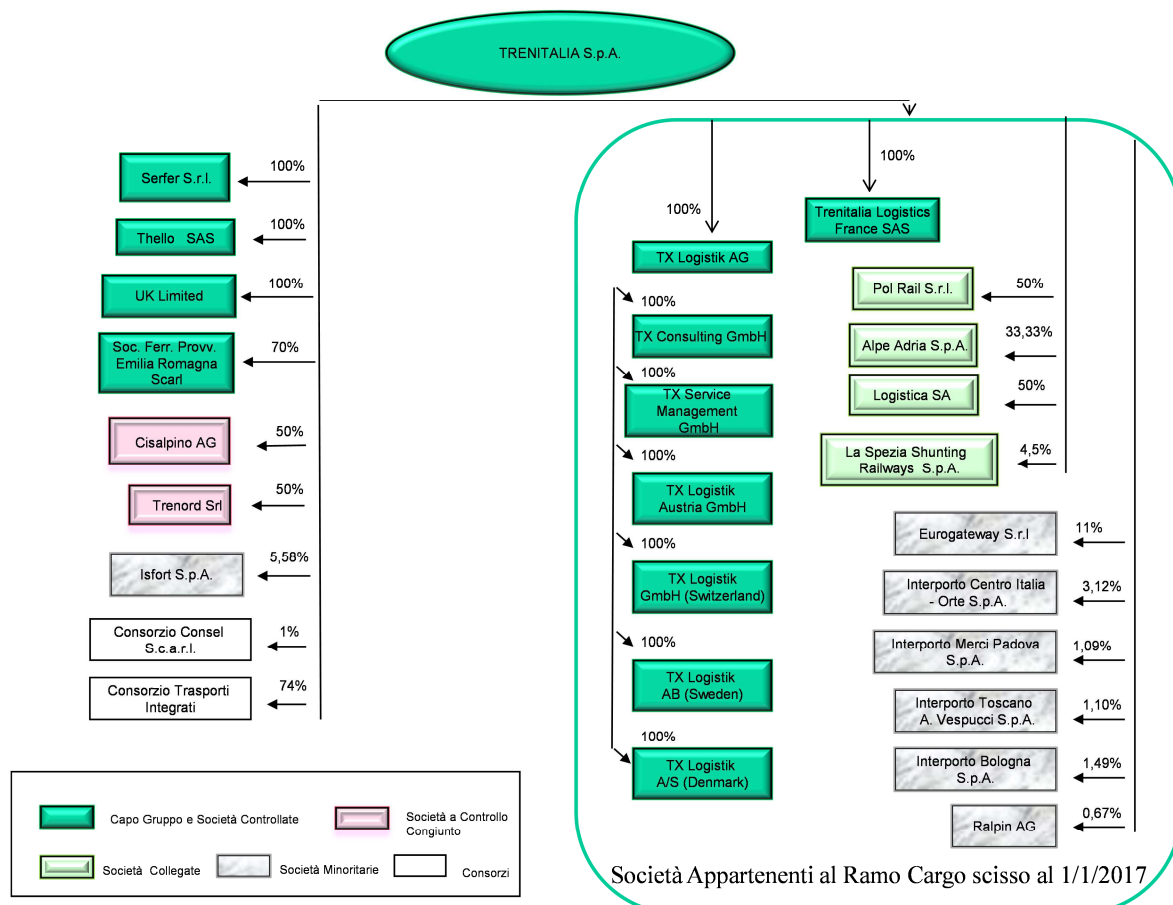 TRENITALIA S.p.A.
Serfer S.r.l.
100%
Thello SAS
100%
UK Limited
100%
Soc. Ferr. Provv.
Emilia Romagna
Scarl
70%
Cisalpino AG
50%
Trenord Srl
50%
Isfort S.p.A.
5,58%
Consorzio Consel
S.c.a.r.l.
1%
Consorzio Trasporti
Integrati
74%
100%
TX Logistik AG
100%
TX Consulting GmbH
100%
TX Service
Management
GmbH
100%
TX Logistik
Austria GmbH
100%
TX Logistik
GmbH (Switzerland)
100%
TX Logistik
AB (Sweden)
100%
TX Logistik
A/S (Denmark)
100%
Trenitalia Logistics
France SAS
Pol Rail S.r.l.
50%
Alpe Adria S.p.A.
33,33%
Logistica SA
50%
La Spezia Shunting
Railways S.p.A.
4,5%
Eurogateway S.r.l
11%
Interporto Centro Italia
- Orte S.p.A.
3,12%
Interporto Merci Padova
S.p.A.
1,09%
Interporto Toscano
A. Vespucci S.p.A.
1,10%
Interporto Bologna
S.p.A.
1,49%
Ralpin AG
0,67%
Società Appartenenti al Ramo Cargo scisso al 1/1/2017
Capo Gruppo e Società Controllate
Società a Controllo
Congiunto
Società Collegate
Società Minoritarie
Consorzi